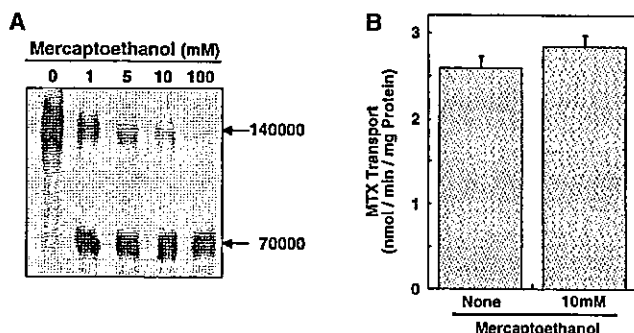 A
Mercaptoethanol (mM)
0 1 5 10 100
140000
70000
B
MTX Transport
(nmol / min / mg Protein)
3
2
1
0
None 10mM
Mercaptoethanol